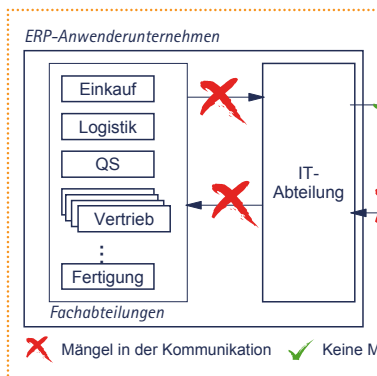 ERP-Anwenderunternehmen
Einkauf
Logistik
QS
Vertrieb
Fertigung
Fachabteilungen
IT-
Abteilung
Mängel in der Kommunikation
Keine M